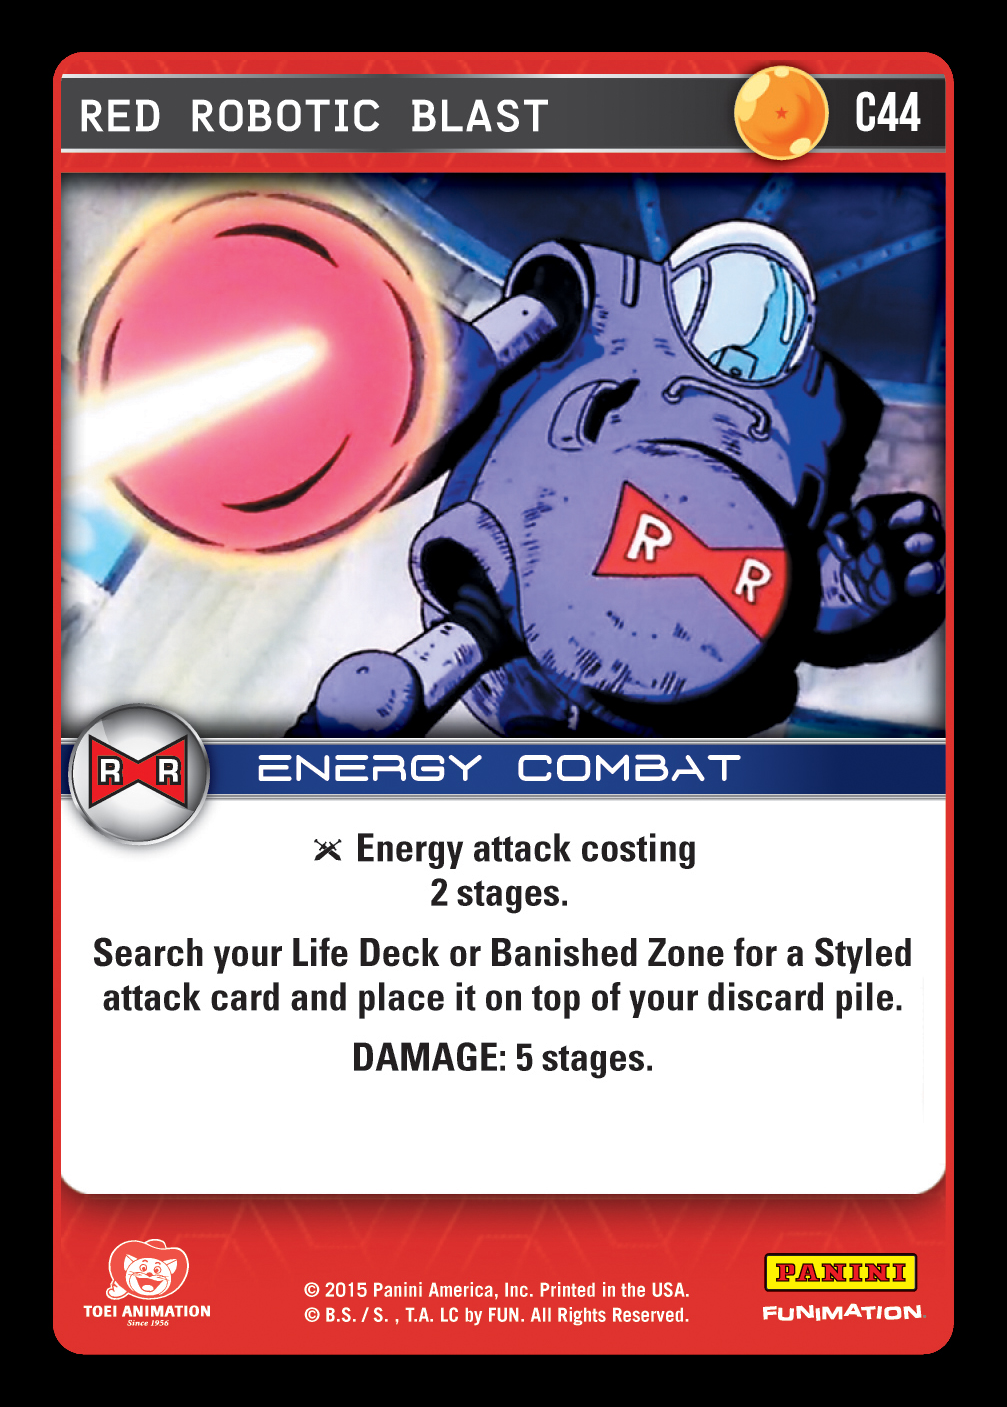 RED ROBOTIC BLAST
C44
R R
R R
ENERGY COMBAT
Energy attack costing
2 stages.
Search your Life Deck or Banished Zone for a Styled
attack card and place it on top of your discard pile.
DAMAGE: 5 stages.
TOEI ANIMATION
Since 1956
© 2015 Panini America, Inc. Printed in the USA.
© B.S. / S. , T.A. LC by FUN. All Rights Reserved.
PANINI
FUNIMATION